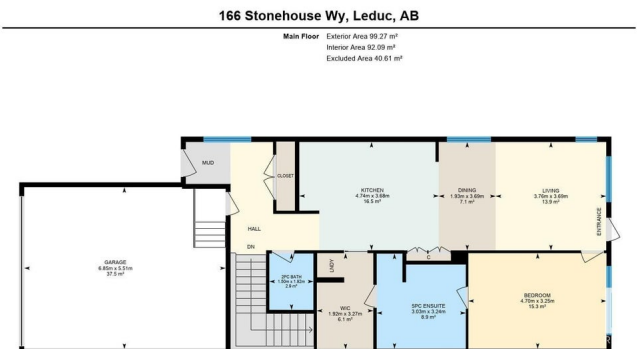 166 Stonehouse Wy, Leduc, AB
Main Floor Exterior Area 99.27 m²
Interior Area 92.09 m²
Excluded Area 40.61 m²
MUD
CLOSET
KITCHEN
4.74m x 3.68m
16.5 m²
DINING
1.93m x 3.69m
7.1 m²
LIVING
3.76m x 3.69m
13.9 m²
ENTRANCE
HALL
DN
GARAGE
6.85m x 5.51m
37.5 m²
2PC BATH
1.50m x 1.82m
2.9 m²
LNDY
C
WIC
1.92m x 3.27m
6.1 m²
5PC ENSUITE
3.03m x 3.24m
8.9 m²
BEDROOM
4.70m x 3.25m
15.3 m²